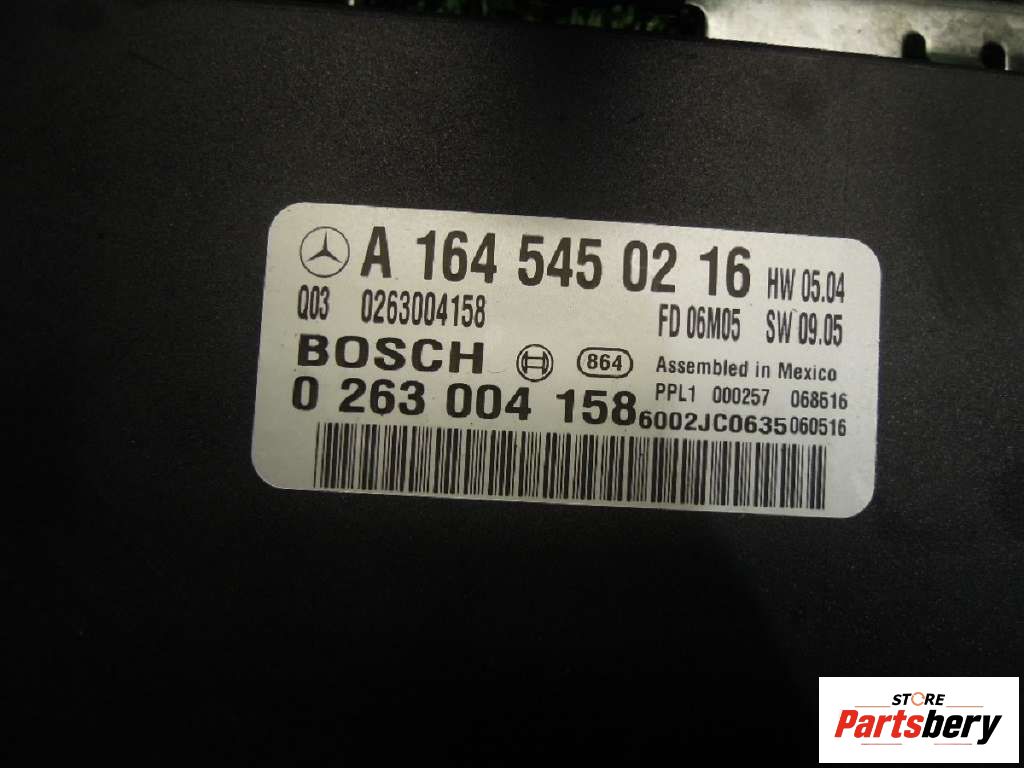 A 164 545 02 16 HW 05.04
Q03 0263004158 FD 06M05 SW 09.05
BOSCH 864 Assembled in Mexico
PPL1 000257 068516
0 263 004 158 6002JC0635 060516
STORE
Partsbery